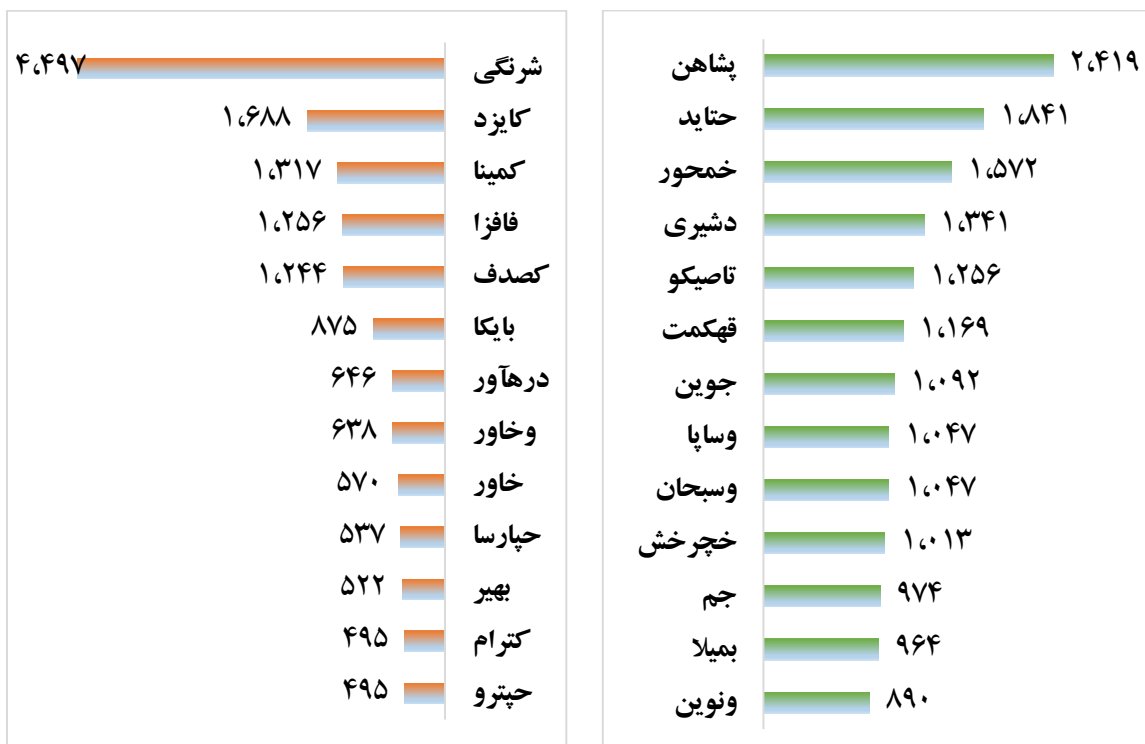 پشاهن ۲،۴۱۹
حتاید ۱،۸۴۱
خمحور ۱،۵۷۲
دشیری ۱،۳۴۱
تاصیکو ۱،۲۵۶
قهکمت ۱،۱۶۹
جوین ۱،۰۹۲
وساپا ۱،۰۴۷
وسبحان ۱،۰۴۷
خچرخش ۱،۰۱۳
جم ۹۷۴
بمیلا ۹۶۴
ونوین ۸۹۰
شرنگی ۴،۴۹۷
کایزد ۱،۶۸۸
کمینا ۱،۳۱۷
فافزا ۱،۲۵۶
کصدف ۱،۲۴۴
بایکا ۸۷۵
درهآور ۶۴۶
وخاور ۶۳۸
خاور ۵۷۰
حپارسا ۵۳۷
بهیر ۵۲۲
کترام ۴۹۵
حپترو ۴۹۵